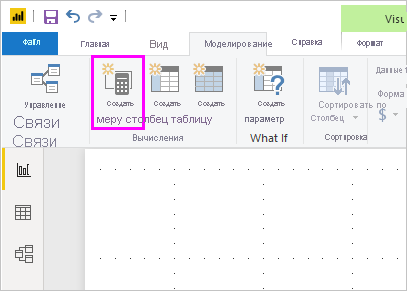 Visu
Файл
Главная
Вид
Моделирование
Справка
Формат
Управление
Связи
Связи
Создать
меру
Создать
столбец
Создать
таблицу
Вычисления
Создать
параметр
What If
Сортировать по
Столбец
Сортировка
Данные
Форма
$